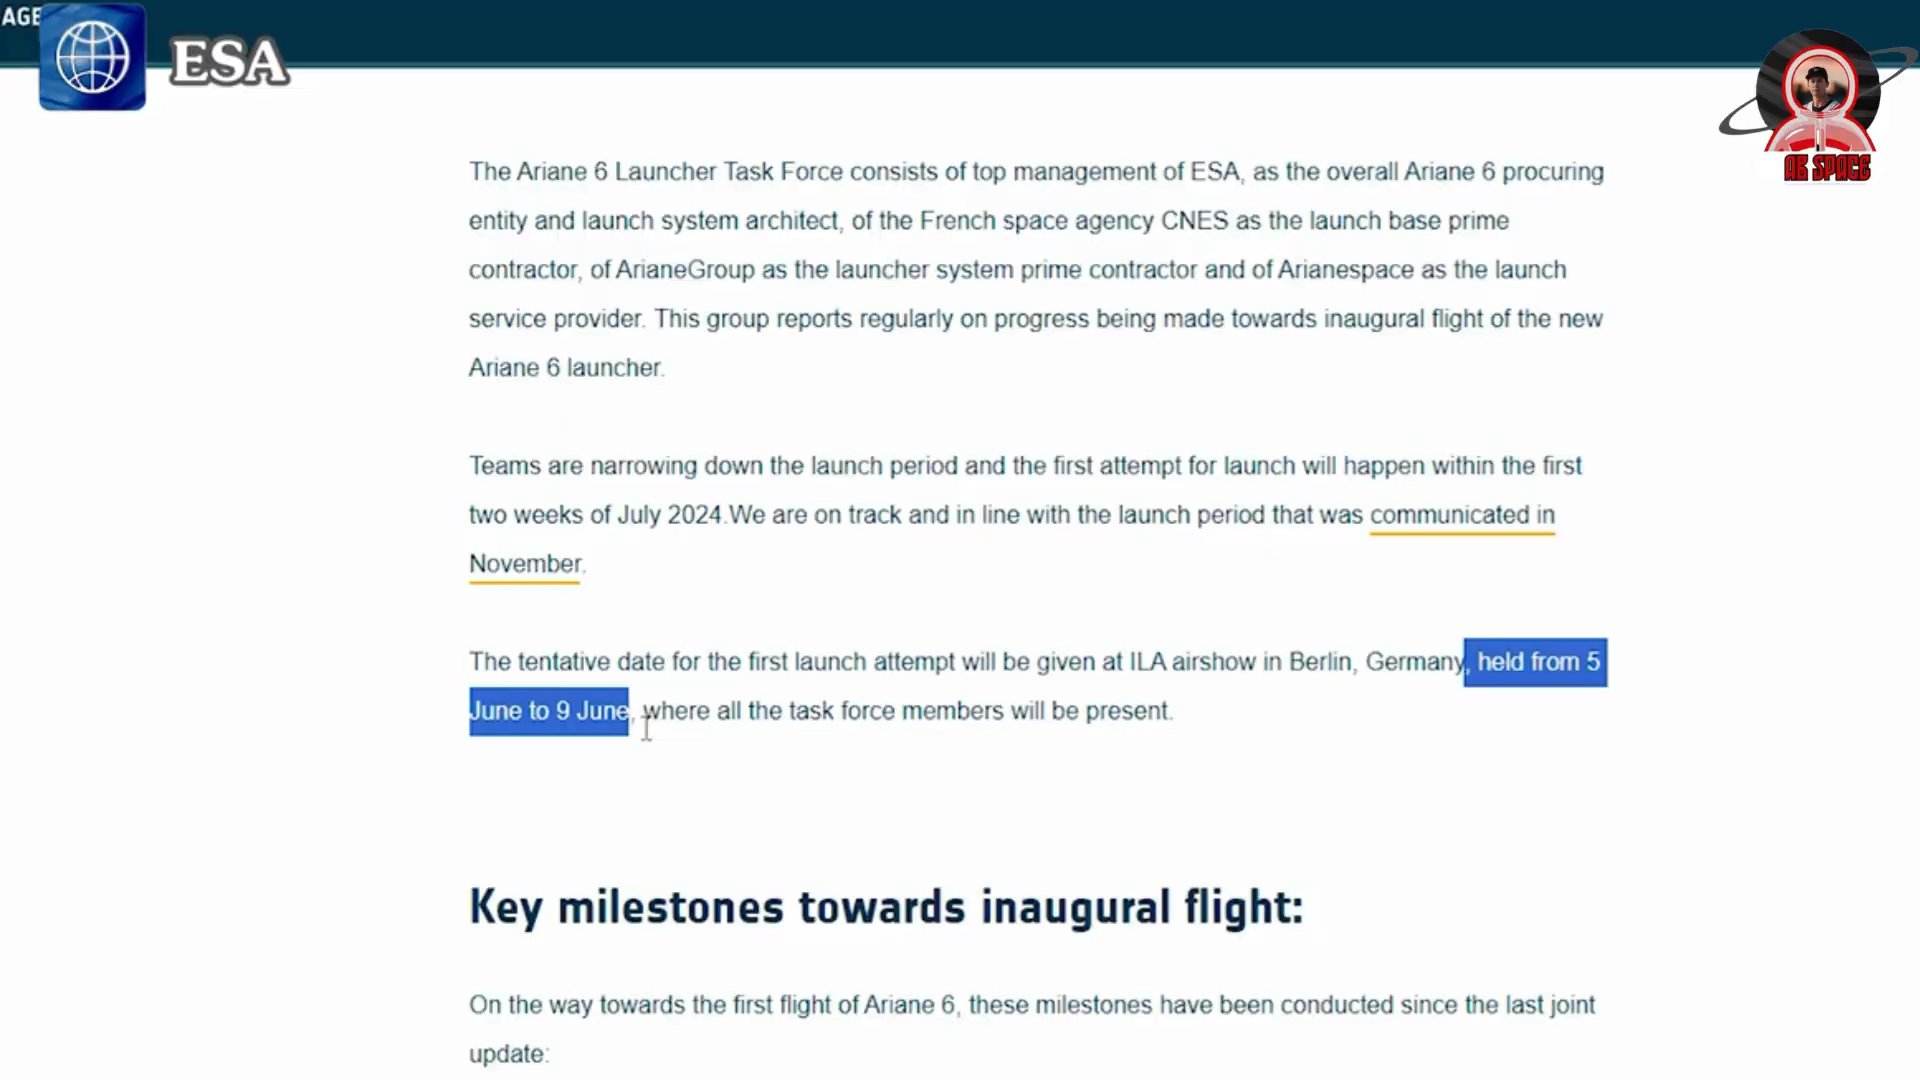 AGE
ESA
AB SPACE
The Ariane 6 Launcher Task Force consists of top management of ESA, as the overall Ariane 6 procuring
entity and launch system architect, of the French space agency CNES as the launch base prime
contractor, of ArianeGroup as the launcher system prime contractor and of Arianespace as the launch
service provider. This group reports regularly on progress being made towards inaugural flight of the new
Ariane 6 launcher.
Teams are narrowing down the launch period and the first attempt for launch will happen within the first
two weeks of July 2024.We are on track and in line with the launch period that was communicated in
November.
The tentative date for the first launch attempt will be given at ILA airshow in Berlin, Germany, held from 5
June to 9 June, where all the task force members will be present.
Key milestones towards inaugural flight:
On the way towards the first flight of Ariane 6, these milestones have been conducted since the last joint
update: